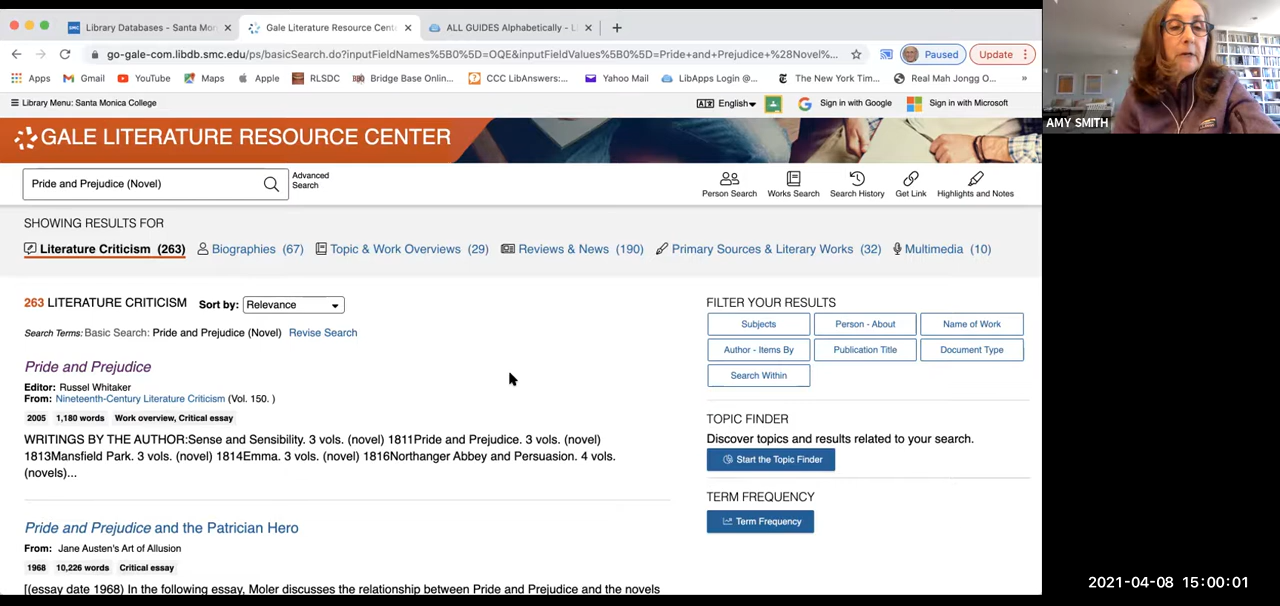 Library Databases - Santa Mon
Gale Literature Resource Cent
ALL GUIDES Alphabetically - Li
go-gale-com.libdb.smc.edu/ps/basicSearch.do?inputFieldNames%5B0%5D=OQE&inputFieldValues%5B0%5D=Pride+and+Prejudice+%28Novel%...
Paused
Update
Apps
Gmail
YouTube
Maps
Apple
RLSDC
Bridge Base Onlin...
CCC LibAnswers:...
Yahoo Mail
LibApps Login @...
The New York Tim...
Real Mah Jongg O...
»
Library Menu: Santa Monica College
English
Sign in with Google
Sign in with Microsoft
GALE LITERATURE RESOURCE CENTER
Pride and Prejudice (Novel)
Advanced
Search
Person Search
Works Search
Search History
Get Link
Highlights and Notes
SHOWING RESULTS FOR
Literature Criticism (263)
Biographies (67)
Topic & Work Overviews (29)
Reviews & News (190)
Primary Sources & Literary Works (32)
Multimedia (10)
263 LITERATURE CRITICISM
Sort by: Relevance
Search Terms: Basic Search: Pride and Prejudice (Novel) Revise Search
Pride and Prejudice
Editor: Russel Whitaker
From: Nineteenth-Century Literature Criticism (Vol. 150. )
2005 1,180 words Work overview, Critical essay
WRITINGS BY THE AUTHOR:Sense and Sensibility. 3 vols. (novel) 1811Pride and Prejudice. 3 vols. (novel)
1813Mansfield Park. 3 vols. (novel) 1814Emma. 3 vols. (novel) 1816Northanger Abbey and Persuasion. 4 vols.
(novels)...
Pride and Prejudice and the Patrician Hero
From: Jane Austen's Art of Allusion
1968 10,226 words Critical essay
[(essay date 1968) In the following essay, Moler discusses the relationship between Pride and Prejudice and the novels
FILTER YOUR RESULTS
Subjects
Person - About
Name of Work
Author - Items By
Publication Title
Document Type
Search Within
TOPIC FINDER
Discover topics and results related to your search.
Start the Topic Finder
TERM FREQUENCY
Term Frequency
AMY SMITH
2021-04-08 15:00:01